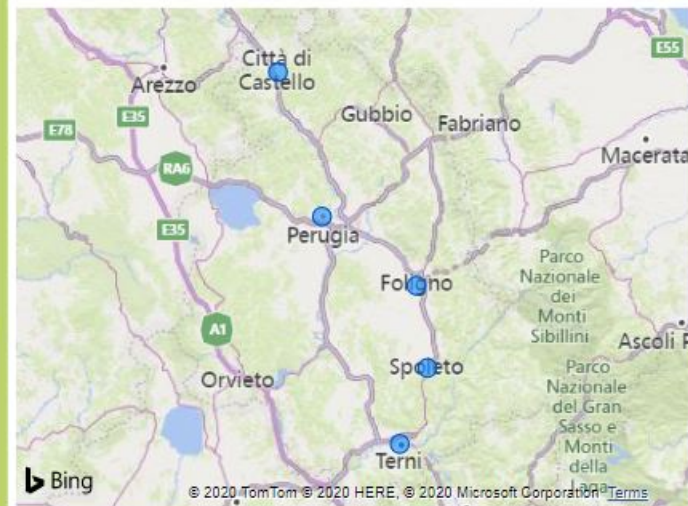 Città di
Castello
E55
Arezzo
E35
Gubbio
Fabriano
E78
Macerata
RA6
E35
Perugia
Parco
Nazionale
dei
Monti
Sibillini
Foligno
A1
Ascoli P
Orvieto
Spoleto
Parco
Nazionale
del Gran
Sasso e
Monti
della
Laga
Terni
Bing
© 2020 TomTom © 2020 HERE, © 2020 Microsoft Corporation Terms